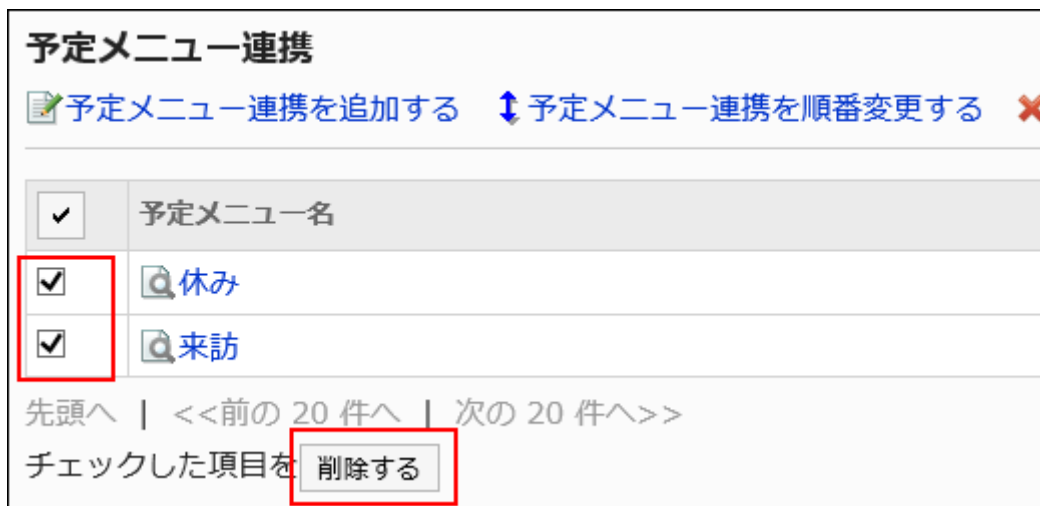 予定メニュー連携
予定メニュー連携を追加する 予定メニュー連携を順番変更する
予定メニュー名
休み
来訪
先頭へ | <<前の 20 件へ | 次の 20 件へ>>
チェックした項目を 削除する